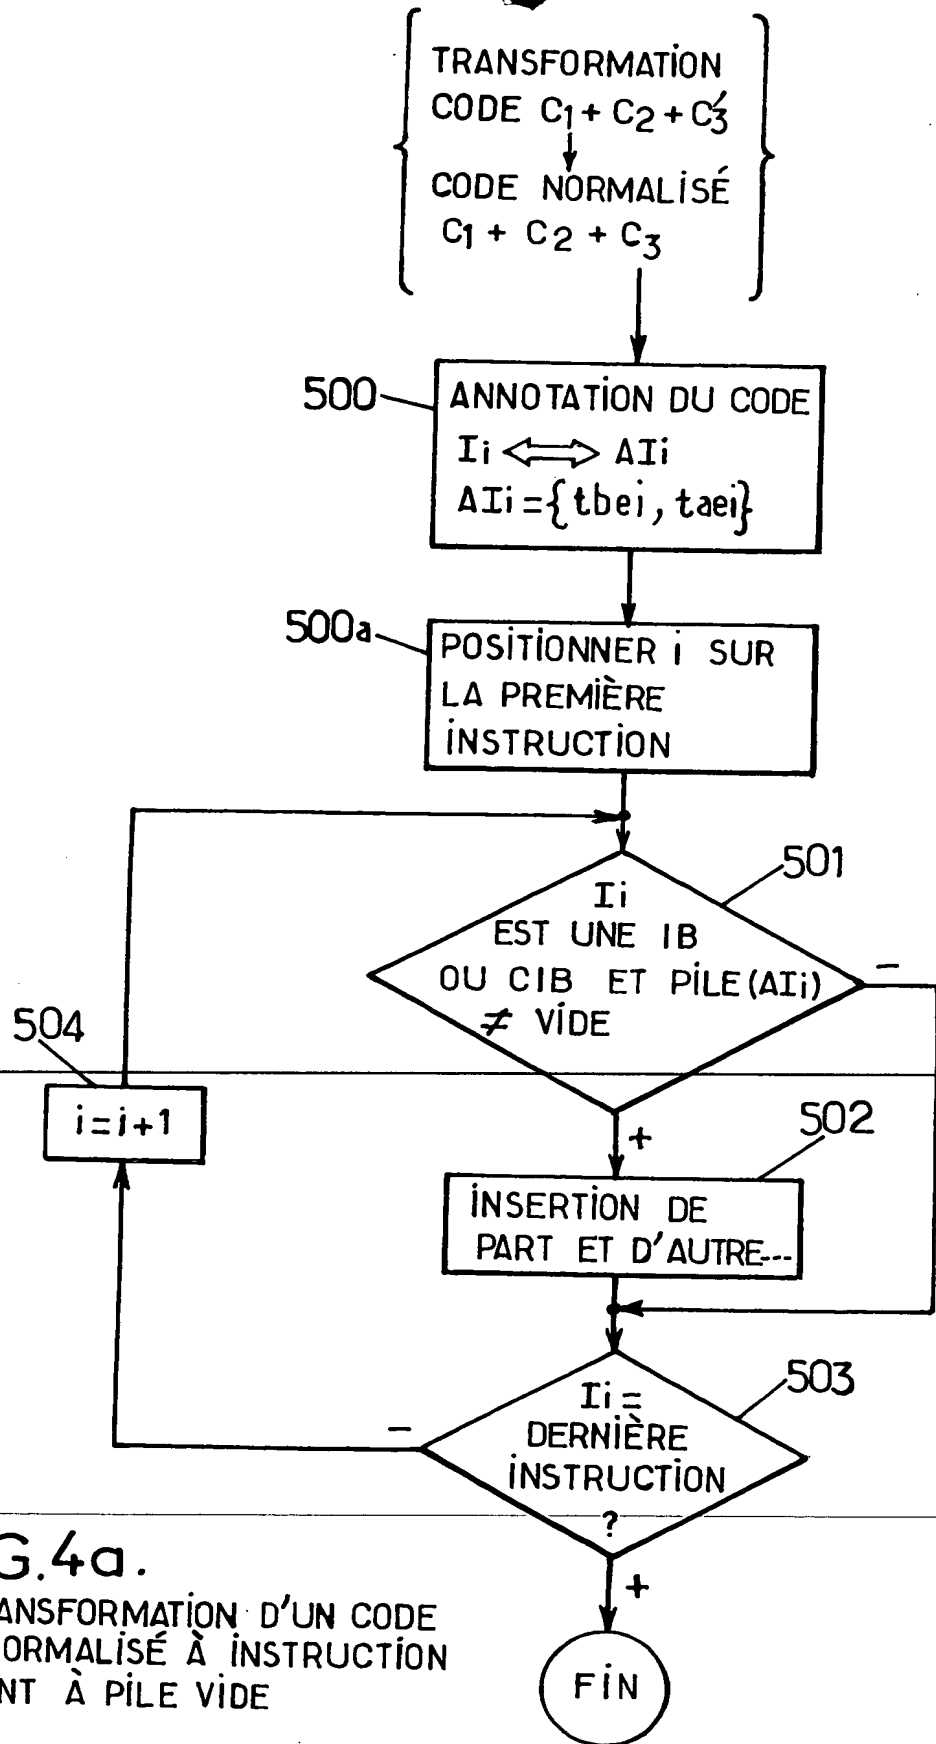 TRANSFORMATION
CODE C1 + C2 + C'3
CODE NORMALISÉ
C1 + C2 + C3
500
ANNOTATION DU CODE
Ii ⟺ AIi
AIi = {tbei, taei}
500a
POSITIONNER i SUR
LA PREMIÈRE
INSTRUCTION
501
Ii
EST UNE IB
OU CIB ET PILE (AIi)
≠ VIDE
-
504
i=i+1
+
502
INSERTION DE
PART ET D'AUTRE---
503
Ii =
DERNIÈRE
INSTRUCTION
?
-
+
G.4a.
ANSFORMATION D'UN CODE
ORMALISÉ À INSTRUCTION
NT À PILE VIDE
FIN